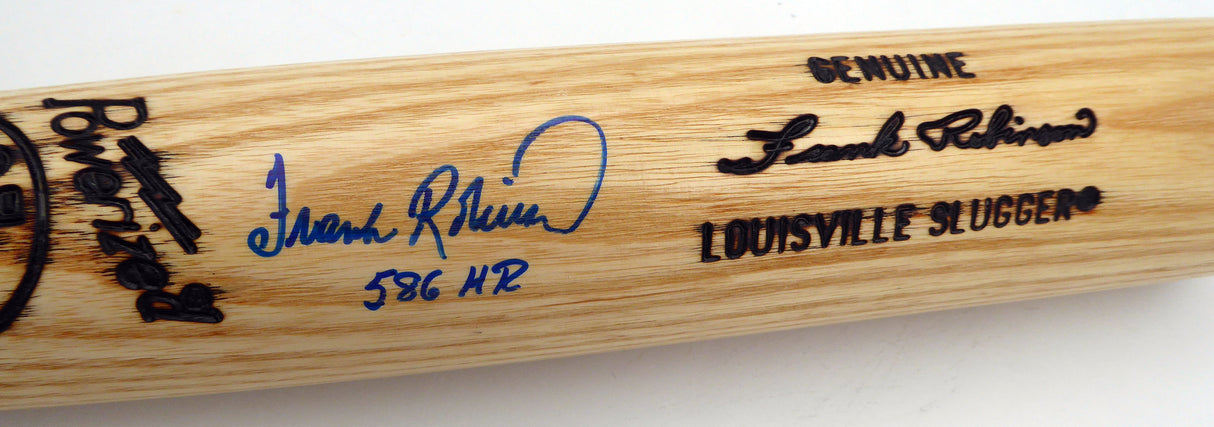 Powerized
Frank Robinson
586 HR
GENUINE
Frank Robinson
LOUISVILLE SLUGGER®